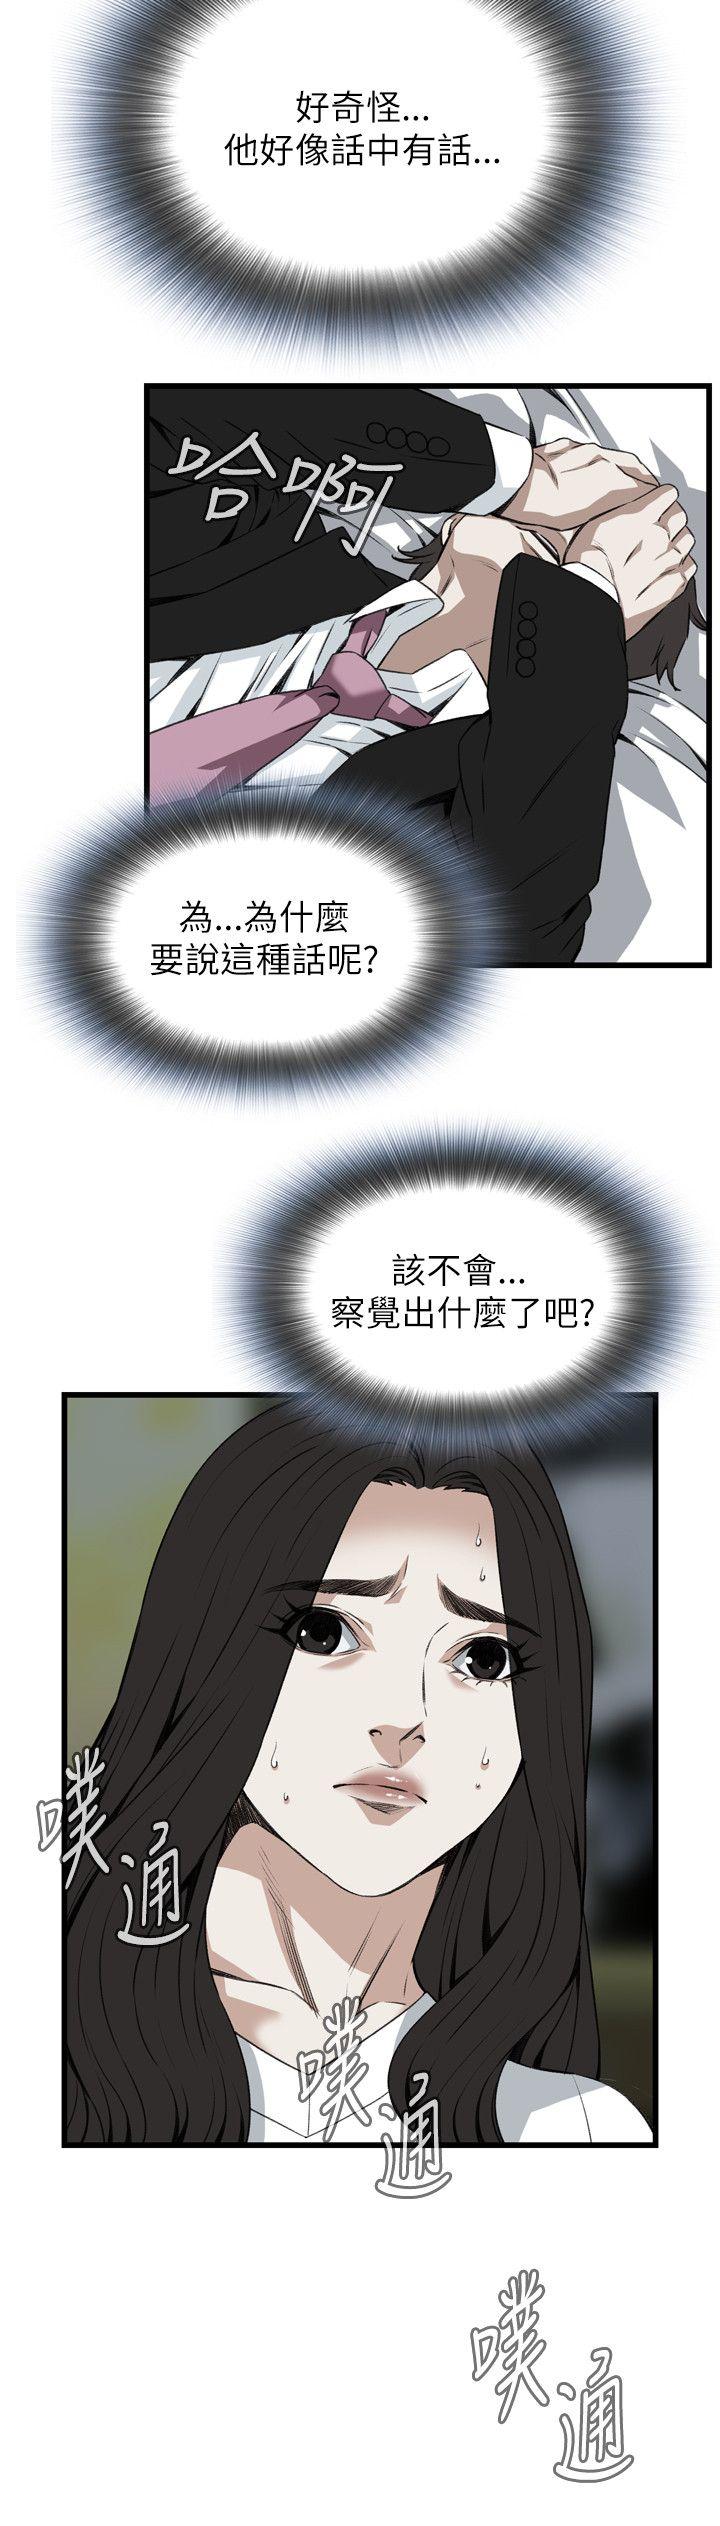 好奇怪...
他好像話中有話...
哈啊
為...為什麼
要說這種話呢?
該不會...
察覺出什麼了吧?
噗通
噗通
噗通